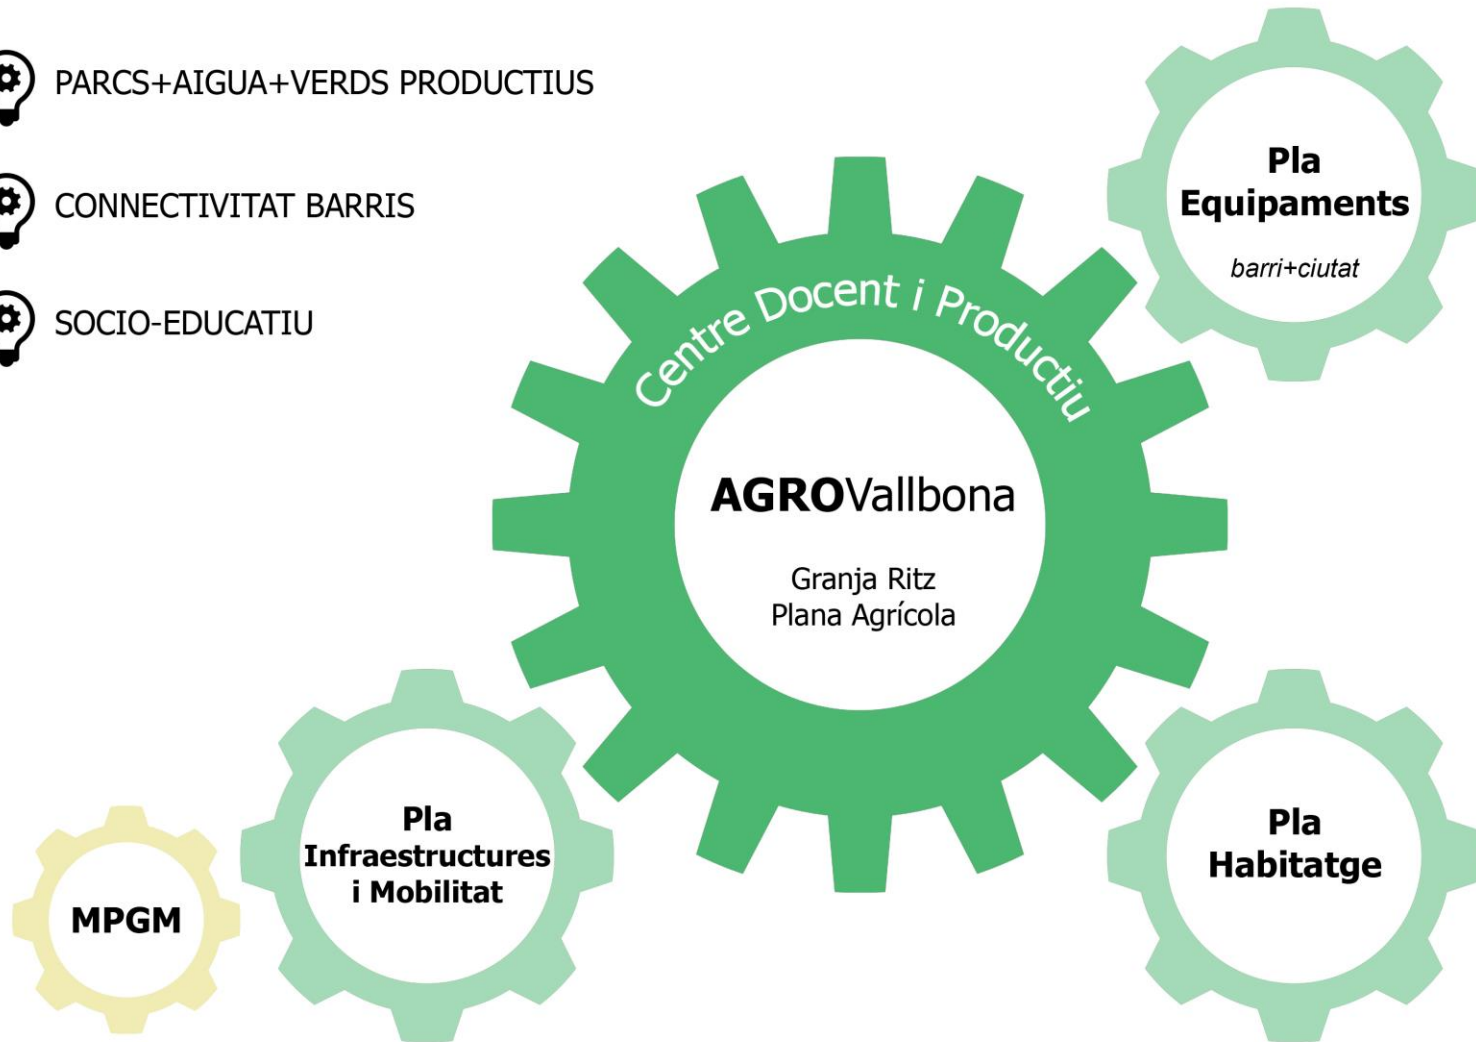 PARCS+AIGUA+VERDS PRODUCTIUS
CONNECTIVITAT BARRIS
SOCIO-EDUCATIU
Pla
Equipaments
barri+ciutat
Centre Docent i Productiu
AGROVallbona
Granja Ritz
Plana Agrícola
Pla
Infraestructures
i Mobilitat
MPGM
Pla
Habitatge